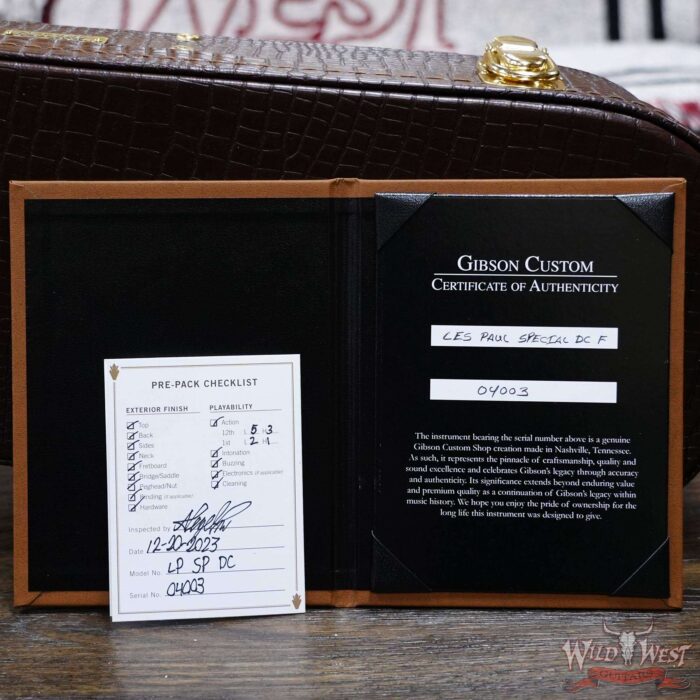 PRE-PACK CHECKLIST
EXTERIOR FINISH
Top
Back
Sides
Neck
Fretboard
Bridge/Saddle
Peghead/Nut
Binding (if applicable)
Hardware
PLAYABILITY
Action
12th L 5 H 3
1st L 2 H 1
Intonation
Buzzing
Electronics (if applicable)
Cleaning
Inspected by
Date 12-20-2023
Model No. LP SP DC
Serial No. 04003
GIBSON CUSTOM
CERTIFICATE OF AUTHENTICITY
LES PAUL SPECIAL DC F
04003
The instrument bearing the serial number above is a genuine
Gibson Custom Shop creation made in Nashville, Tennessee.
As such, it represents the pinnacle of craftsmanship, quality and
sound excellence and celebrates Gibson's legacy through accuracy
and authenticity. Its significance extends beyond enduring value
and premium quality as a continuation of Gibson's legacy within
music history. We hope you enjoy the pride of ownership for the
long life this instrument was designed to give.
WILD WEST
GUITARS